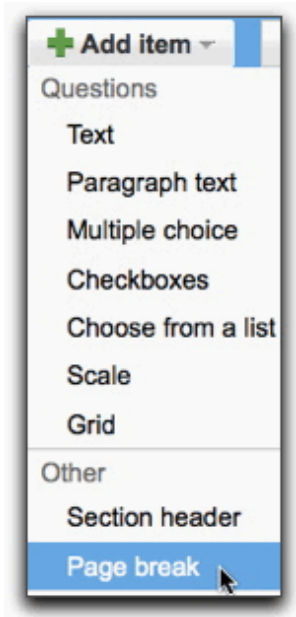 Add item
Questions
Text
Paragraph text
Multiple choice
Checkboxes
Choose from a list
Scale
Grid
Other
Section header
Page break